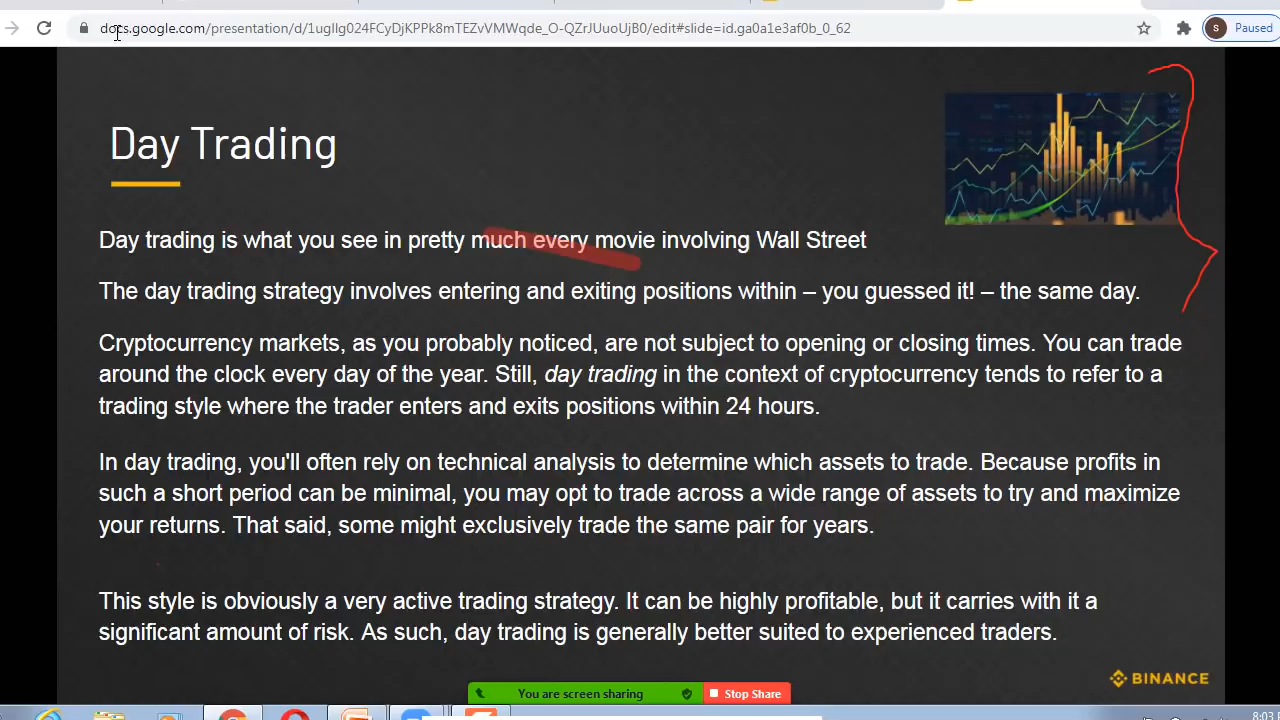 docs.google.com/presentation/d/1ugIlg024FCyDjKPPk8mTEZyVMWqde_O-QZrJUuoUjB0/edit#slide=id.ga0a1e3af0b_0_62
S Paused
Day Trading
Day trading is what you see in pretty much every movie involving Wall Street
The day trading strategy involves entering and exiting positions within – you guessed it! – the same day.
Cryptocurrency markets, as you probably noticed, are not subject to opening or closing times. You can trade
around the clock every day of the year. Still, day trading in the context of cryptocurrency tends to refer to a
trading style where the trader enters and exits positions within 24 hours.
In day trading, you'll often rely on technical analysis to determine which assets to trade. Because profits in
such a short period can be minimal, you may opt to trade across a wide range of assets to try and maximize
your returns. That said, some might exclusively trade the same pair for years.
This style is obviously a very active trading strategy. It can be highly profitable, but it carries with it a
significant amount of risk. As such, day trading is generally better suited to experienced traders.
BINANCE
You are screen sharing Stop Share